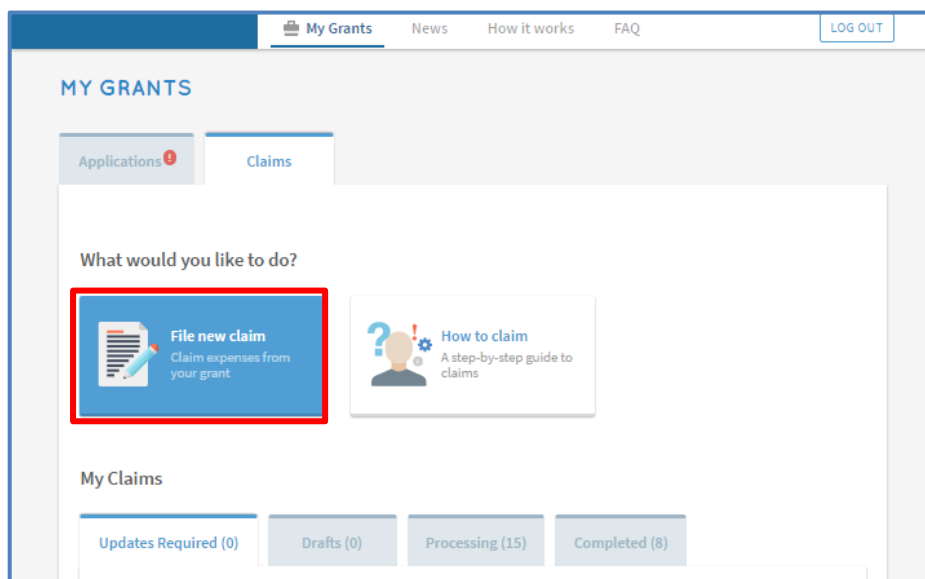 My Grants News How it works FAQ LOG OUT
MY GRANTS
Applications Claims
What would you like to do?
File new claim
Claim expenses from
your grant
How to claim
A step-by-step guide to
claims
My Claims
Updates Required (0) Drafts (0) Processing (15) Completed (8)